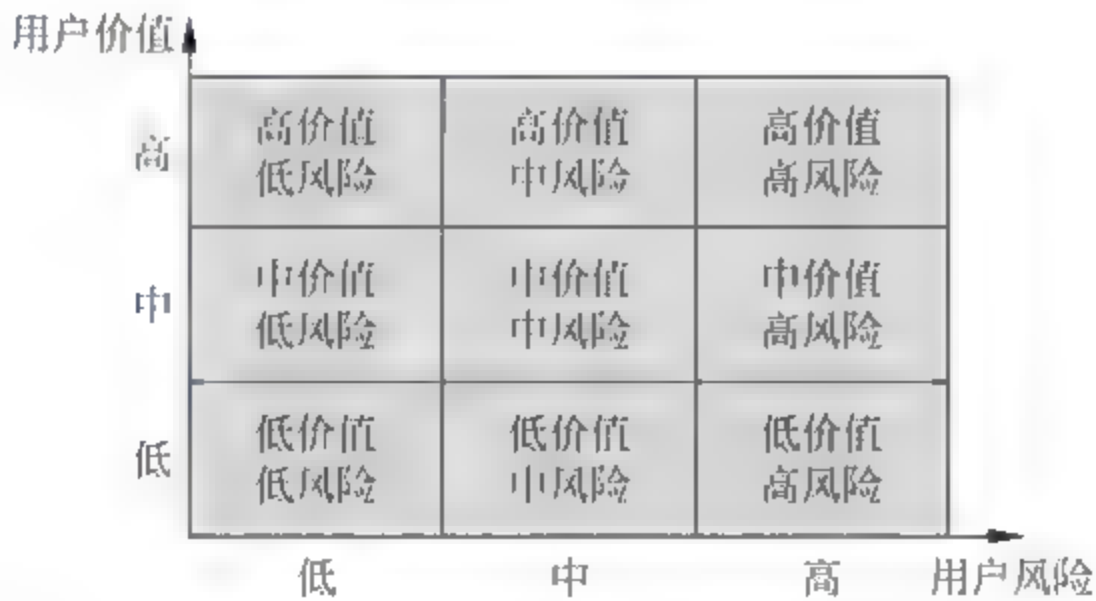 用户价值
高
高价值
低风险
高价值
中风险
高价值
高风险
中
中价值
低风险
中价值
中风险
中价值
高风险
低
低价值
低风险
低价值
中风险
低价值
高风险
低
中
高
用户风险